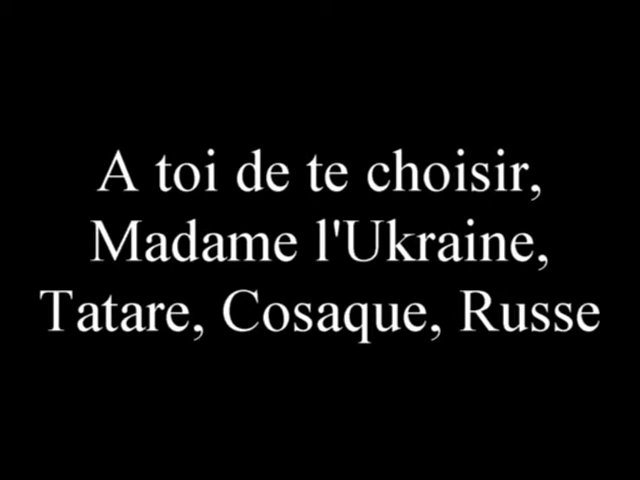 A toi de te choisir,
Madame l'Ukraine,
Tatare, Cosaque, Russe